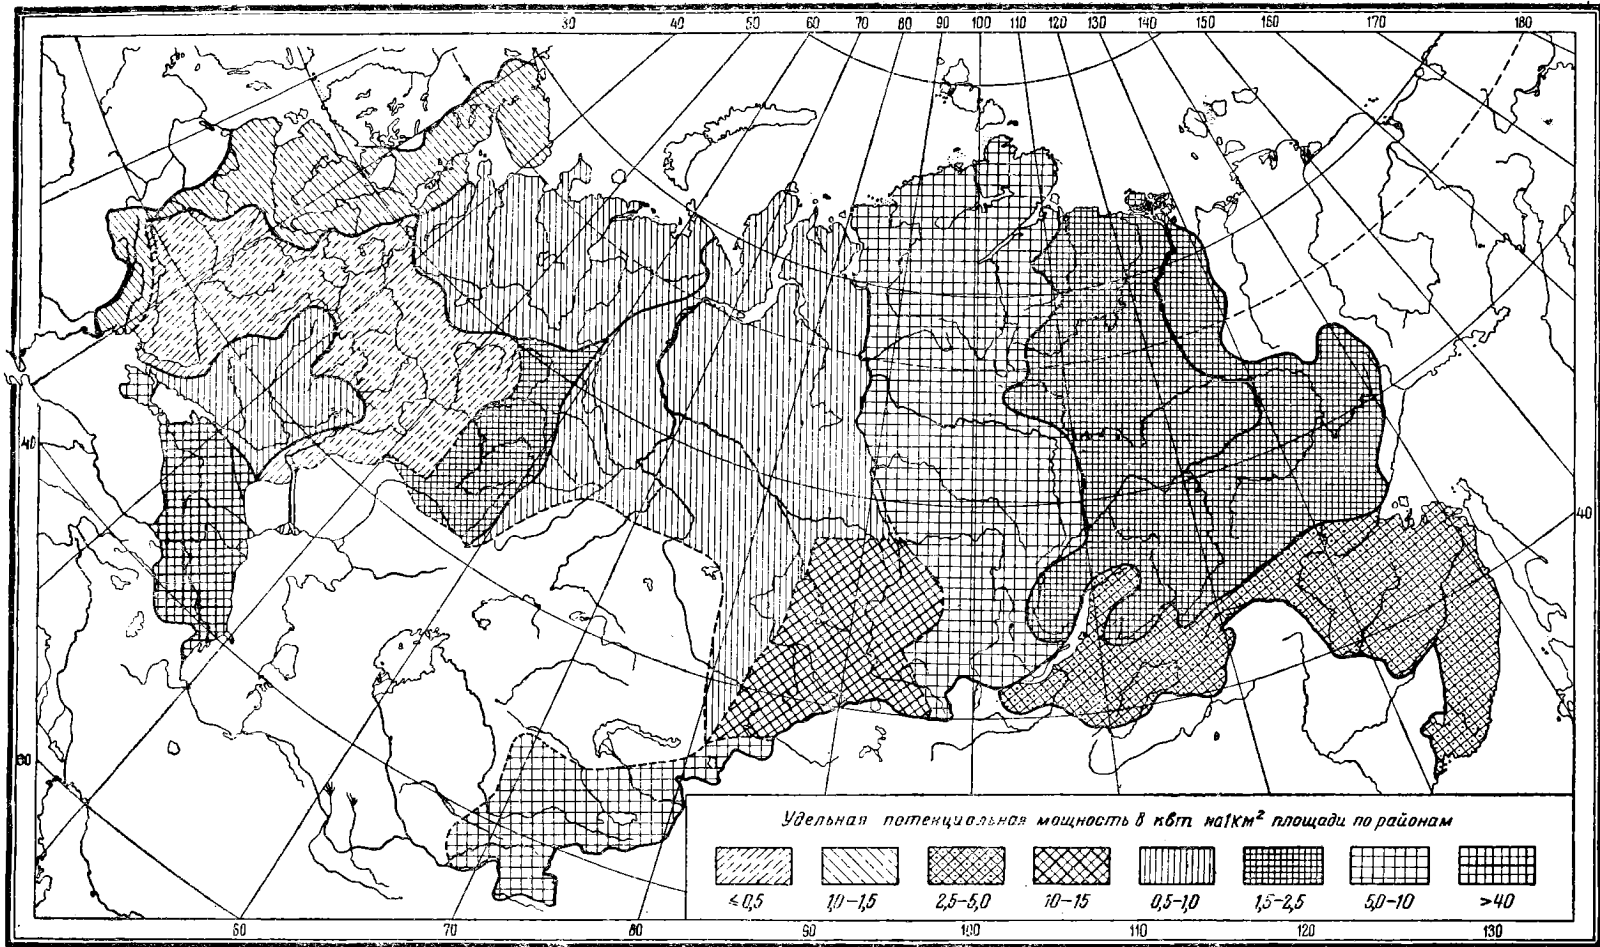 30 40 50 60 70 80 90 100 110 120 130 140 150 160 170 180
40
40
30
Удельная потенциальная мощность в квт на 1 км² площади по районам
≤0,5 1,0-1,5 2,5-5,0 10-15 0,5-1,0 1,5-2,5 5,0-10 >40
60 70 80 90 100 110 120 130